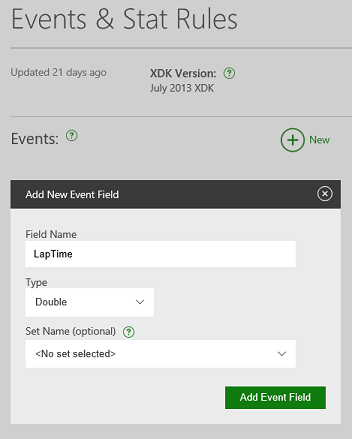 Events & Stat Rules
Updated 21 days ago
XDK Version: ?
July 2013 XDK
Events: ?
New
Add New Event Field
Field Name
LapTime
Type
Double
Set Name (optional) ?
<No set selected>
Add Event Field